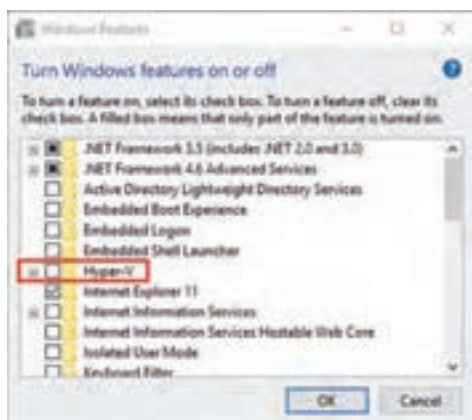 Windows Features
Turn Windows features on or off
To turn a feature on, select its check box. To turn a feature off, clear its
check box. A filled box means that only part of the feature is turned on.
.NET Framework 3.5 (includes .NET 2.0 and 3.0)
.NET Framework 4.6 Advanced Services
Active Directory Lightweight Directory Services
Embedded Boot Experience
Embedded Logon
Embedded Shell Launcher
Hyper-V
Internet Explorer 11
Internet Information Services
Internet Information Services Hostable Web Core
Isolated User Mode
Keyboard Filter
OK
Cancel